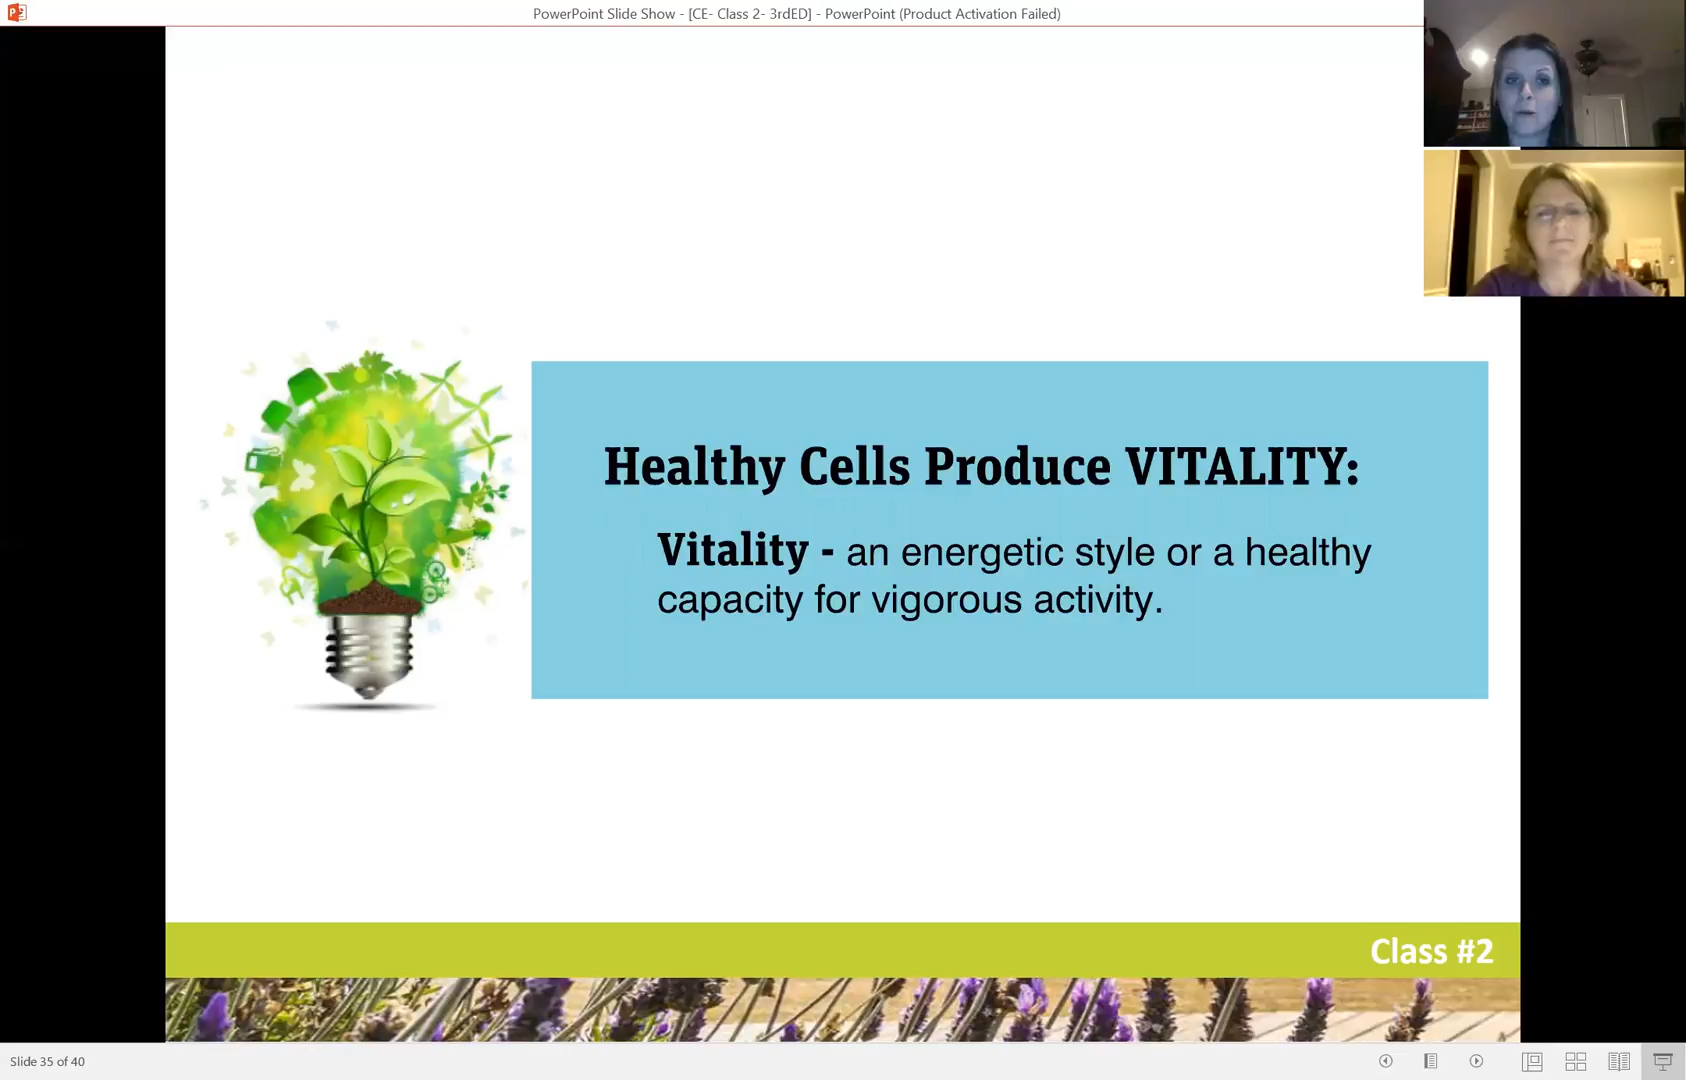 PowerPoint Slide Show - [CE- Class 2- 3rdED] - PowerPoint (Product Activation Failed)
Healthy Cells Produce VITALITY:
Vitality - an energetic style or a healthy
capacity for vigorous activity.
Class #2
Slide 35 of 40